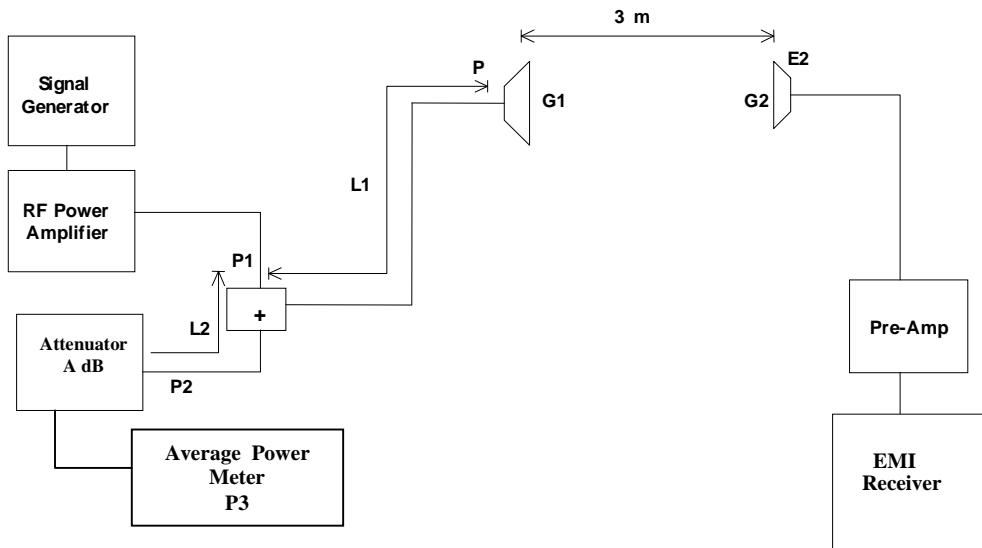 3 m
Signal
Generator
P
G1
G2
E2
L1
RF Power
Amplifier
P1
+
L2
Attenuator
A dB
P2
Pre-Amp
Average Power
Meter
P3
EMI
Receiver